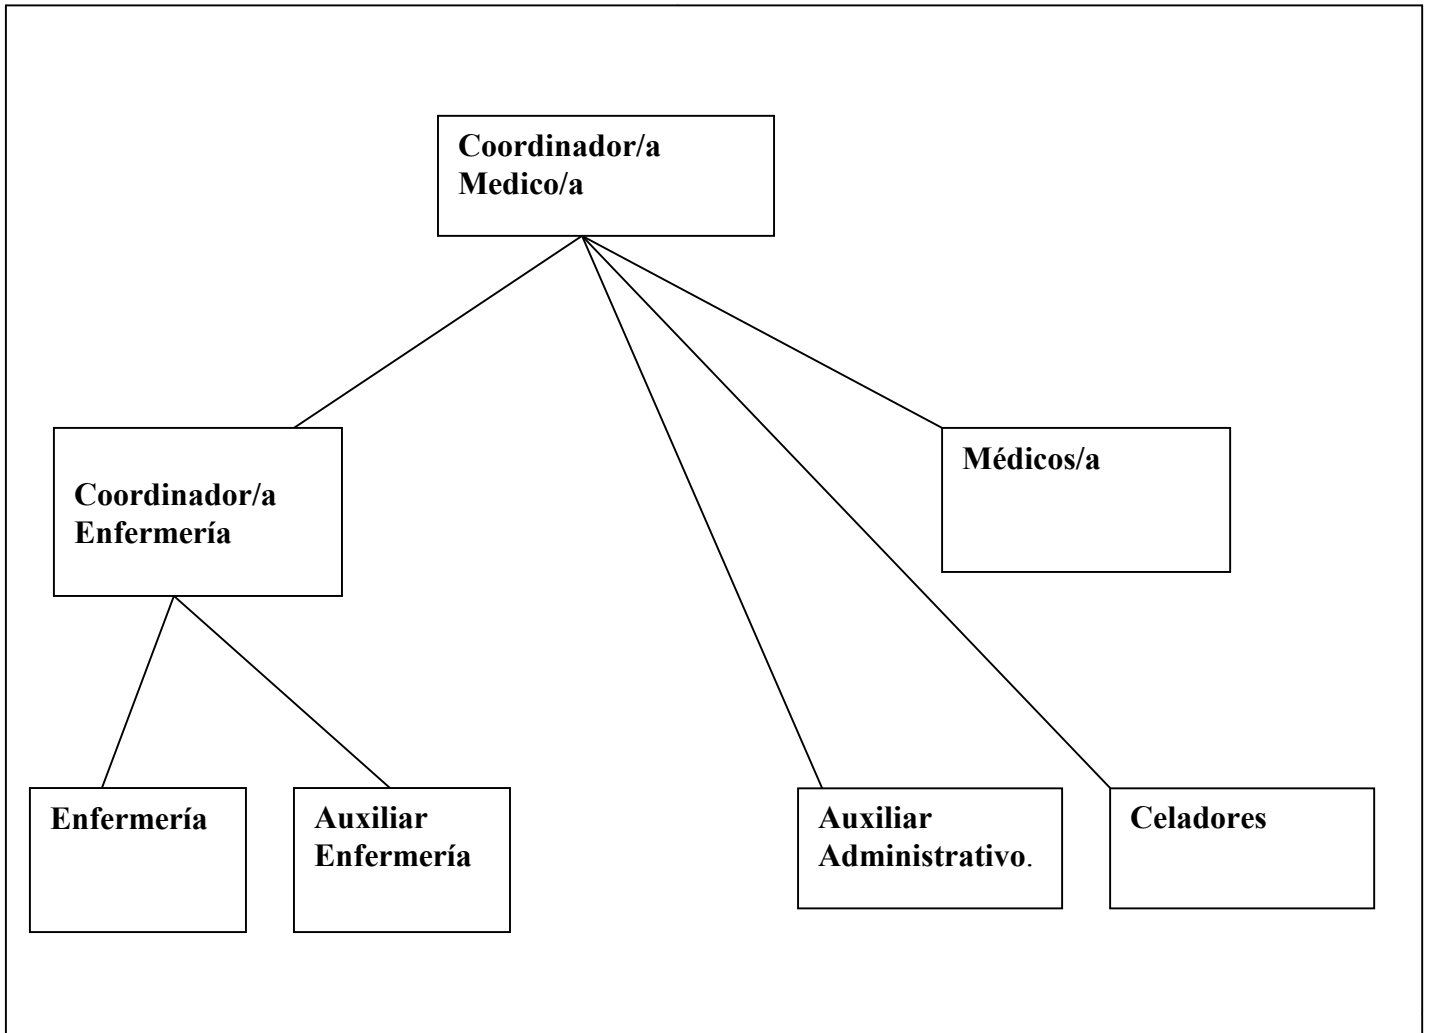 Coordinador/a
Medico/a
Coordinador/a
Enfermería
Médicos/a
Enfermería
Auxiliar
Enfermería
Auxiliar
Administrativo.
Celadores